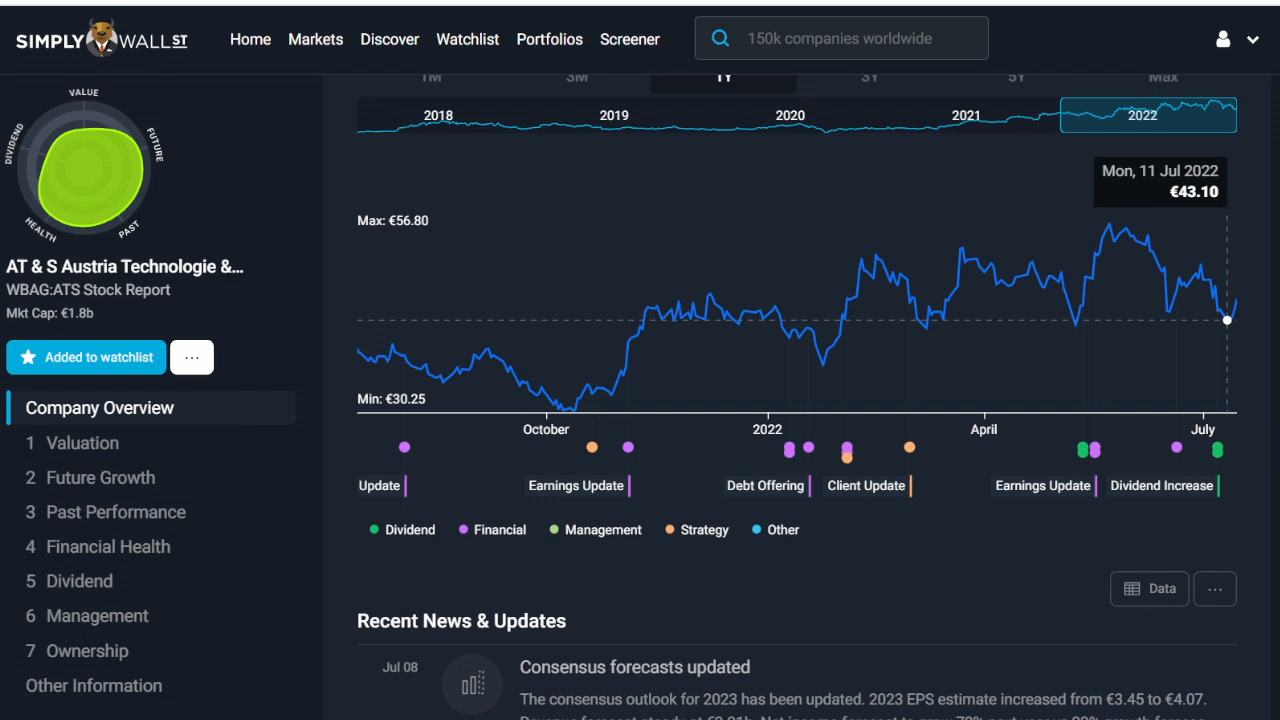 SIMPLY WALL ST
Home Markets Discover Watchlist Portfolios Screener
150k companies worldwide
1M 3M 1Y 3Y 5Y Max
2018 2019 2020 2021 2022
VALUE
FUTURE
PAST
HEALTH
DIVIDEND
AT & S Austria Technologie &...
WBAG:ATS Stock Report
Mkt Cap: €1.8b
Added to watchlist
...
Company Overview
1 Valuation
2 Future Growth
3 Past Performance
4 Financial Health
5 Dividend
6 Management
7 Ownership
Other Information
Mon, 11 Jul 2022
€43.10
Max: €56.80
Min: €30.25
October 2022 April July
Update Earnings Update Debt Offering Client Update Earnings Update Dividend Increase
Dividend Financial Management Strategy Other
Data ...
Recent News & Updates
Jul 08
Consensus forecasts updated
The consensus outlook for 2023 has been updated. 2023 EPS estimate increased from €3.45 to €4.07.